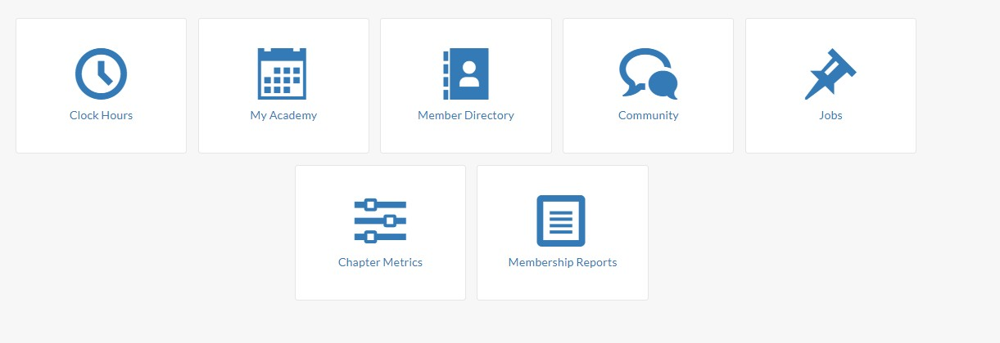 Clock Hours
My Academy
Member Directory
Community
Jobs
Chapter Metrics
Membership Reports